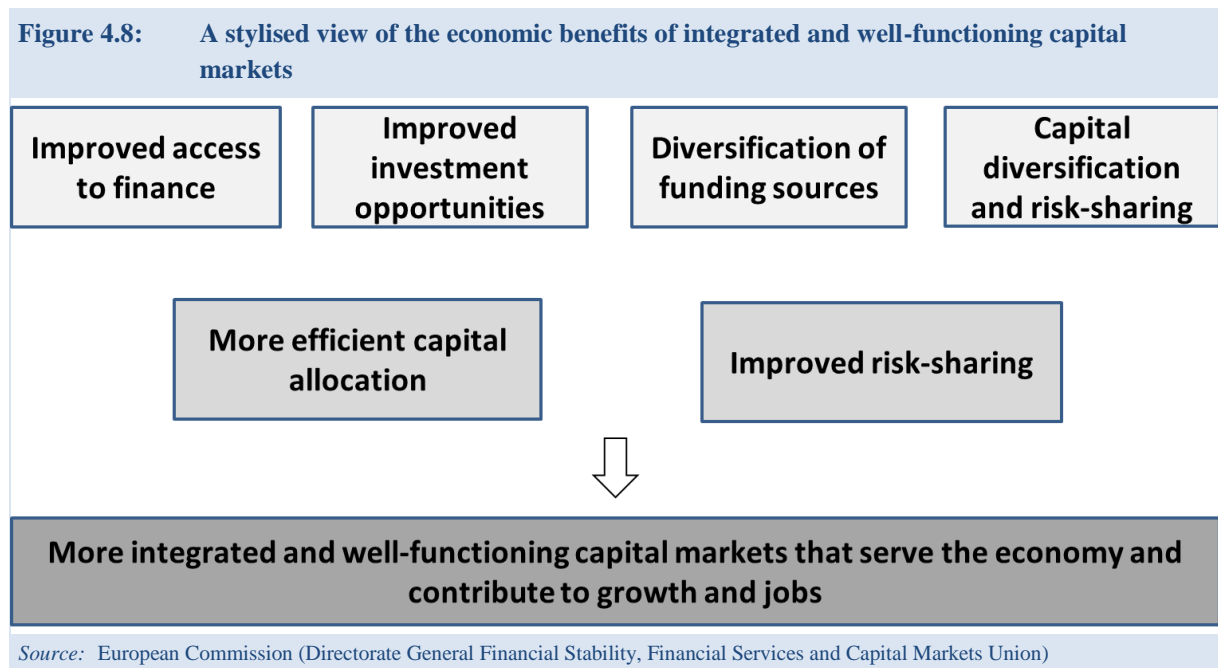 Figure 4.8: A stylised view of the economic benefits of integrated and well-functioning capital
markets
Improved access
to finance
Improved
investment
opportunities
Diversification of
funding sources
Capital
diversification
and risk-sharing
More efficient capital
allocation
Improved risk-sharing
More integrated and well-functioning capital markets that serve the economy and
contribute to growth and jobs
Source: European Commission (Directorate General Financial Stability, Financial Services and Capital Markets Union)